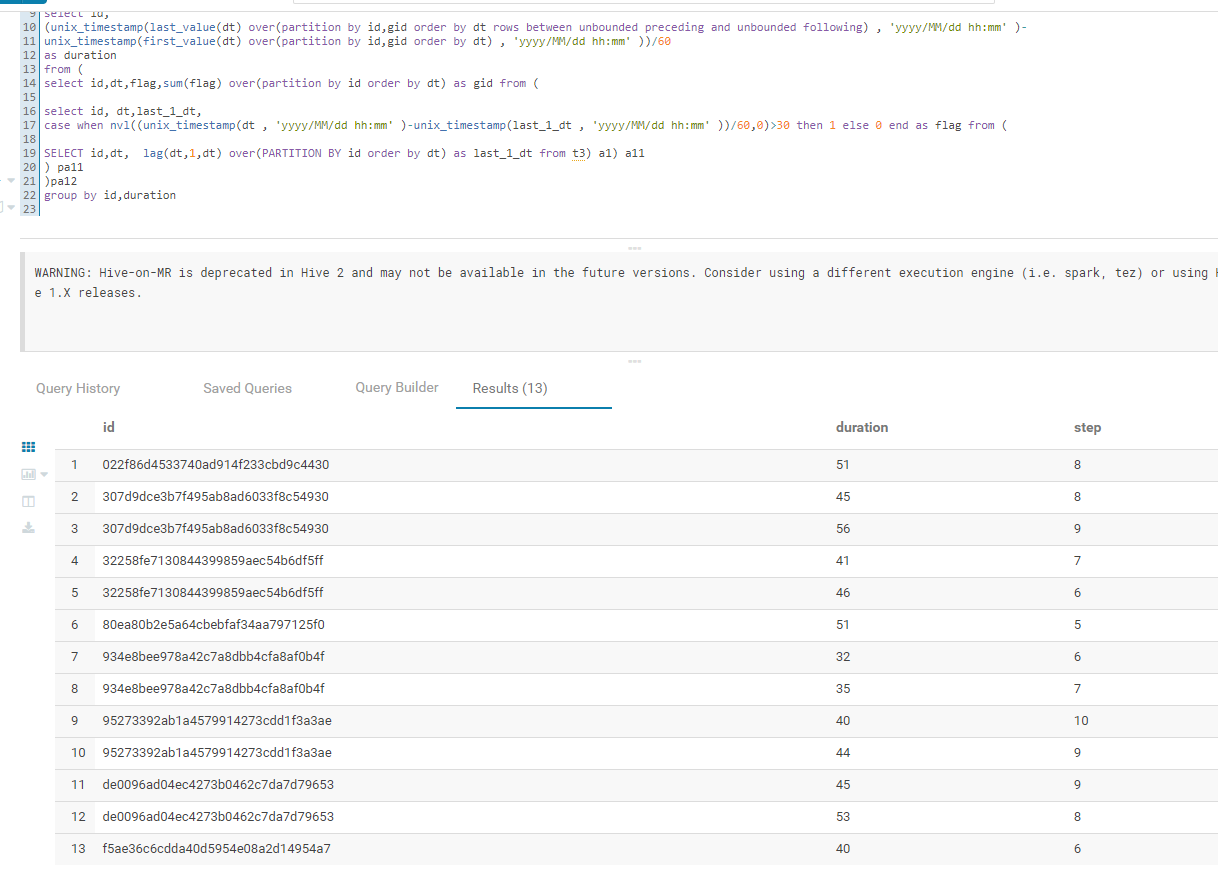 9 select id,
10 (unix_timestamp(last_value(dt) over(partition by id,gid order by dt rows between unbounded preceding and unbounded following) , 'yyyy/MM/dd hh:mm' )-
11 unix_timestamp(first_value(dt) over(partition by id,gid order by dt) , 'yyyy/MM/dd hh:mm' ))/60
12 as duration
13 from (
14 select id,dt,flag,sum(flag) over(partition by id order by dt) as gid from (
15
16 select id, dt,last_1_dt,
17 case when nvl((unix_timestamp(dt , 'yyyy/MM/dd hh:mm' )-unix_timestamp(last_1_dt , 'yyyy/MM/dd hh:mm' ))/60,0)>30 then 1 else 0 end as flag from (
18
19 SELECT id,dt, lag(dt,1,dt) over(PARTITION BY id order by dt) as last_1_dt from t3) a1) a11
20 ) pa11
21 )pa12
22 group by id,duration
23
WARNING: Hive-on-MR is deprecated in Hive 2 and may not be available in the future versions. Consider using a different execution engine (i.e. spark, tez) or using
e 1.X releases.
Query History Saved Queries Query Builder Results (13)
id duration step
1 022f86d4533740ad914f233cbd9c4430 51 8
2 307d9dce3b7f495ab8ad6033f8c54930 45 8
3 307d9dce3b7f495ab8ad6033f8c54930 56 9
4 32258fe7130844399859aec54b6df5ff 41 7
5 32258fe7130844399859aec54b6df5ff 46 6
6 80ea80b2e5a64cbebfaf34aa797125f0 51 5
7 934e8bee978a42c7a8dbb4cfa8af0b4f 32 6
8 934e8bee978a42c7a8dbb4cfa8af0b4f 35 7
9 95273392ab1a4579914273cdd1f3a3ae 40 10
10 95273392ab1a4579914273cdd1f3a3ae 44 9
11 de0096ad04ec4273b0462c7da7d79653 45 9
12 de0096ad04ec4273b0462c7da7d79653 53 8
13 f5ae36c6cdda40d5954e08a2d14954a7 40 6